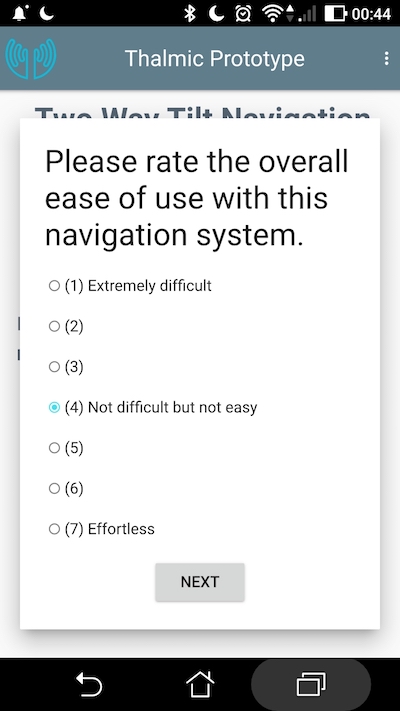 00:44
Thalmic Prototype
Two Way Tilt Navigation
Please rate the overall
ease of use with this
navigation system.
(1) Extremely difficult
(2)
(3)
(4) Not difficult but not easy
(5)
(6)
(7) Effortless
NEXT